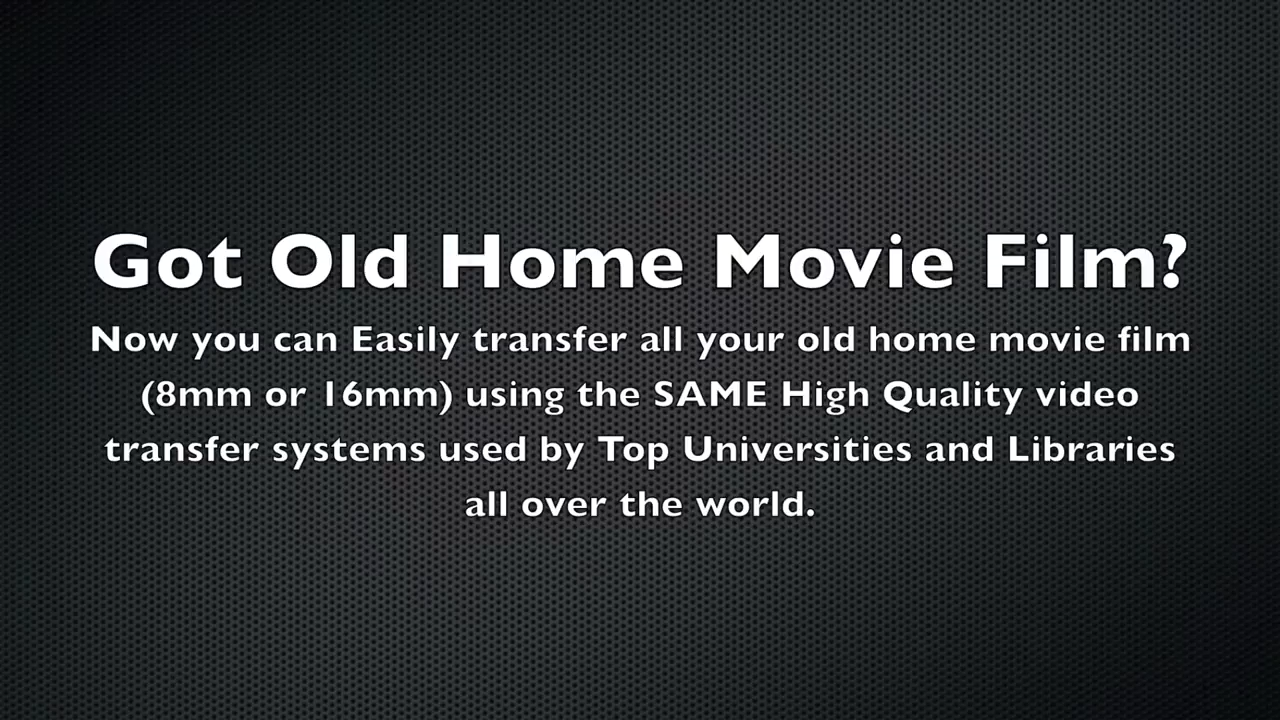 Got Old Home Movie Film?
Now you can Easily transfer all your old home movie film
(8mm or 16mm) using the SAME High Quality video
transfer systems used by Top Universities and Libraries
all over the world.